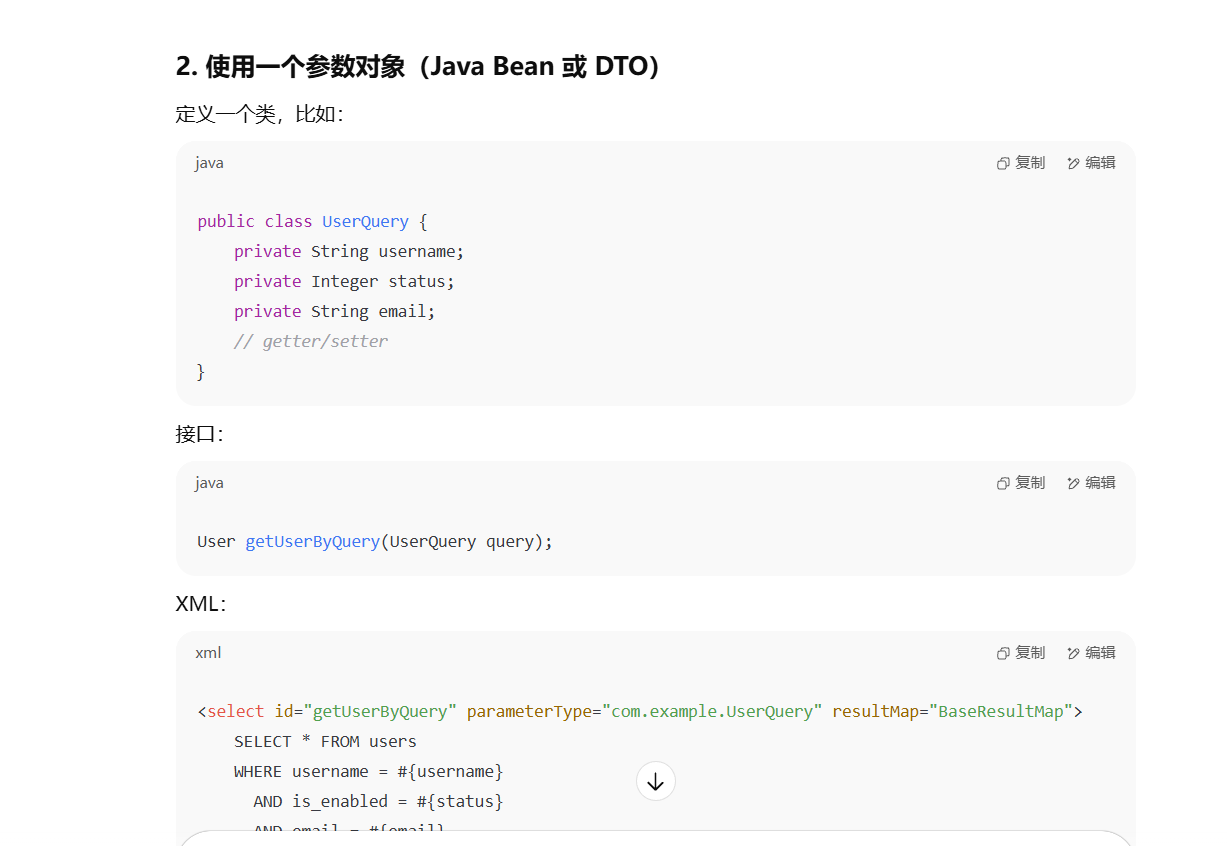 2. 使用一个参数对象（Java Bean 或 DTO）
定义一个类，比如：
java 复制 编辑
public class UserQuery {
    private String username;
    private Integer status;
    private String email;
    // getter/setter
}
接口：
java 复制 编辑
User getUserByQuery(UserQuery query);
XML：
xml 复制 编辑
<select id="getUserByQuery" parameterType="com.example.UserQuery" resultMap="BaseResultMap">
    SELECT * FROM users
    WHERE username = #{username}
      AND is_enabled = #{status}
      AND email = #{email}